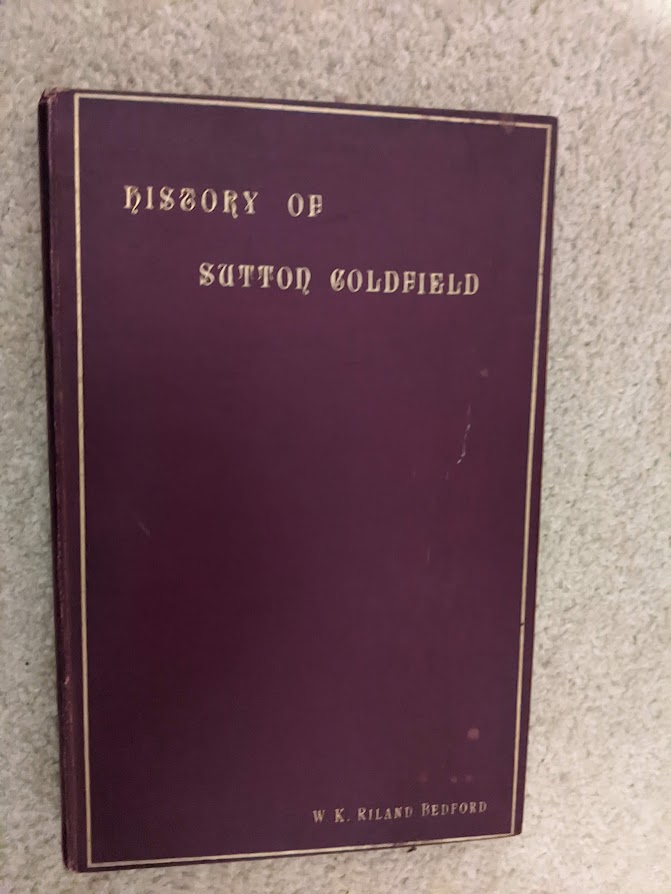 HISTORY OF
SUTTON COLDFIELD
W. K. RILAND BEDFORD